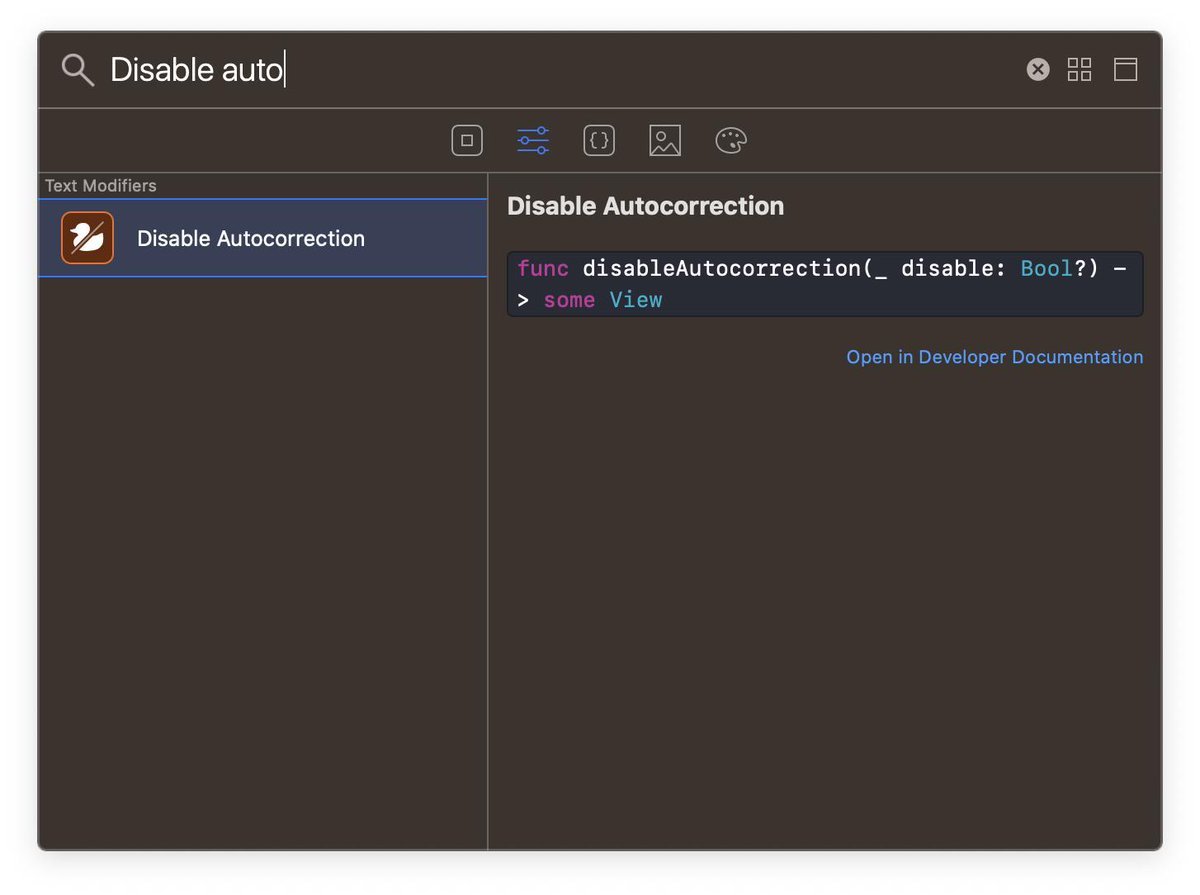 Disable auto
Text Modifiers
Disable Autocorrection
Disable Autocorrection
func disableAutocorrection(_ disable: Bool?) -
> some View
Open in Developer Documentation